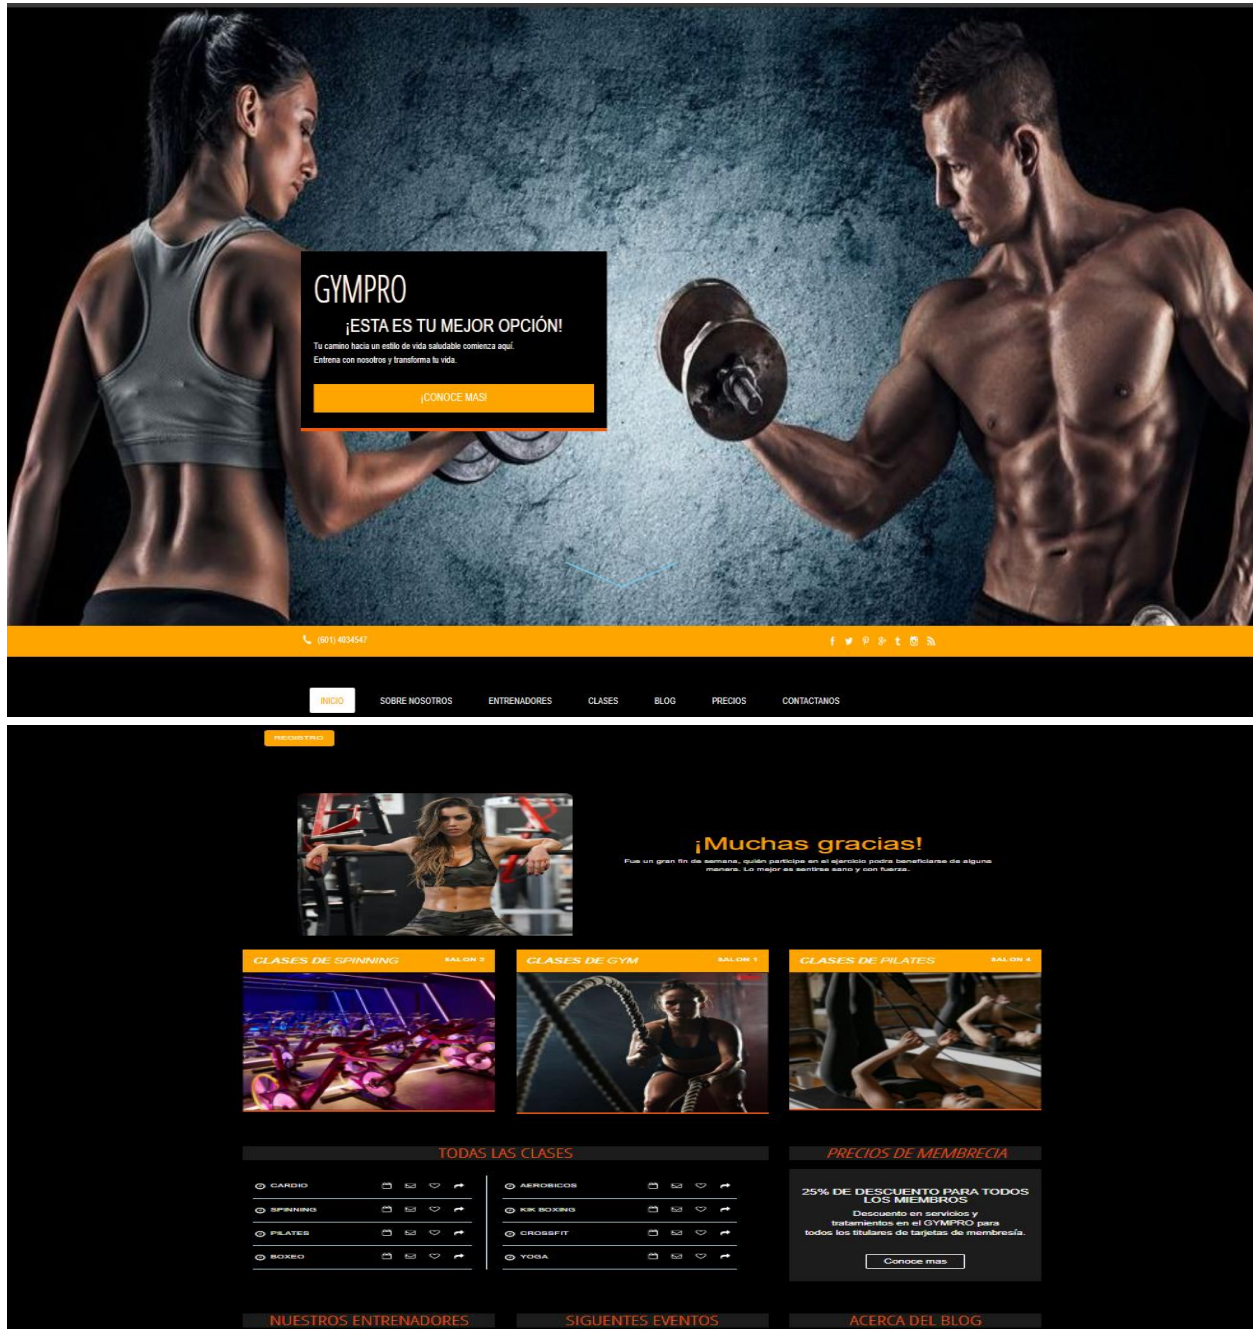 GYMPRO
¡ESTA ES TU MEJOR OPCIÓN!
Tu camino hacia un estilo de vida saludable comienza aquí.
Entrena con nosotros y transforma tu vida.
¡CONOCE MAS!
(601) 4034547
INICIO SOBRE NOSOTROS ENTRENADORES CLASES BLOG PRECIOS CONTACTANOS
REGISTRO
¡Muchas gracias!
Fue un gran fin de semana, quién participe en el ejercicio podra beneficiarse de alguna
manera. Lo mejor es sentirse sano y con fuerza.
CLASES DE SPINNING SALON 3
CLASES DE GYM SALON 1
CLASES DE PILATES SALON 4
TODAS LAS CLASES
CARDIO
SPINNING
PILATES
BOXEO
AEROBICOS
KIK BOXING
CROSSFIT
YOGA
PRECIOS DE MEMBRECIA
25% DE DESCUENTO PARA TODOS
LOS MIEMBROS
Descuento en servicios y
tratamientos en el GYMPRO para
todos los titulares de tarjetas de membresía.
Conoce mas
NUESTROS ENTRENADORES
SIGUENTES EVENTOS
ACERCA DEL BLOG